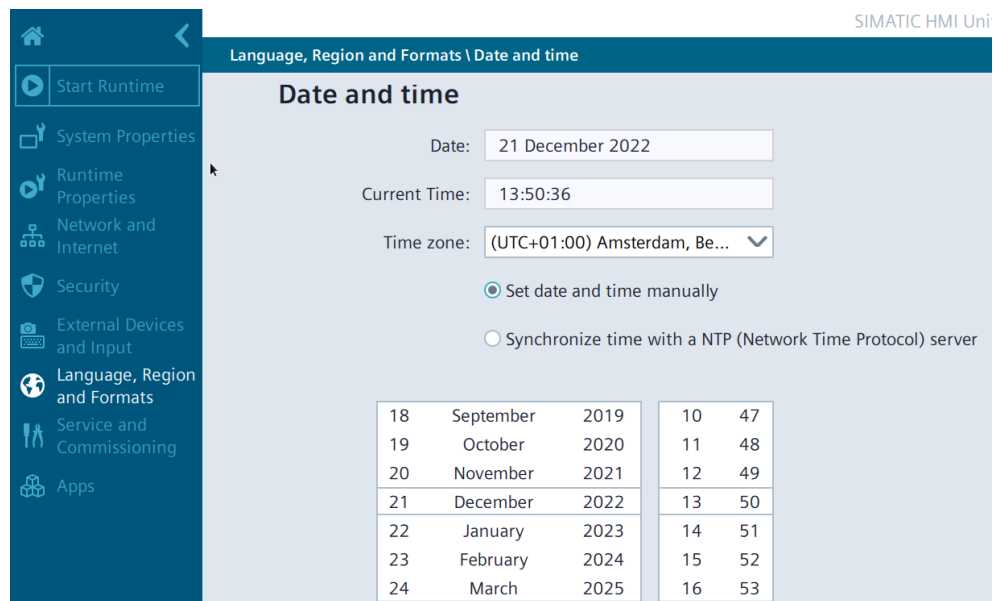 SIMATIC HMI Uni
Language, Region and Formats \ Date and time
Start Runtime
System Properties
Runtime
Properties
Network and
Internet
Security
External Devices
and Input
Language, Region
and Formats
Service and
Commissioning
Apps
Date and time
Date: 21 December 2022
Current Time: 13:50:36
Time zone: (UTC+01:00) Amsterdam, Be...
Set date and time manually
Synchronize time with a NTP (Network Time Protocol) server
18 September 2019 10 47
19 October 2020 11 48
20 November 2021 12 49
21 December 2022 13 50
22 January 2023 14 51
23 February 2024 15 52
24 March 2025 16 53